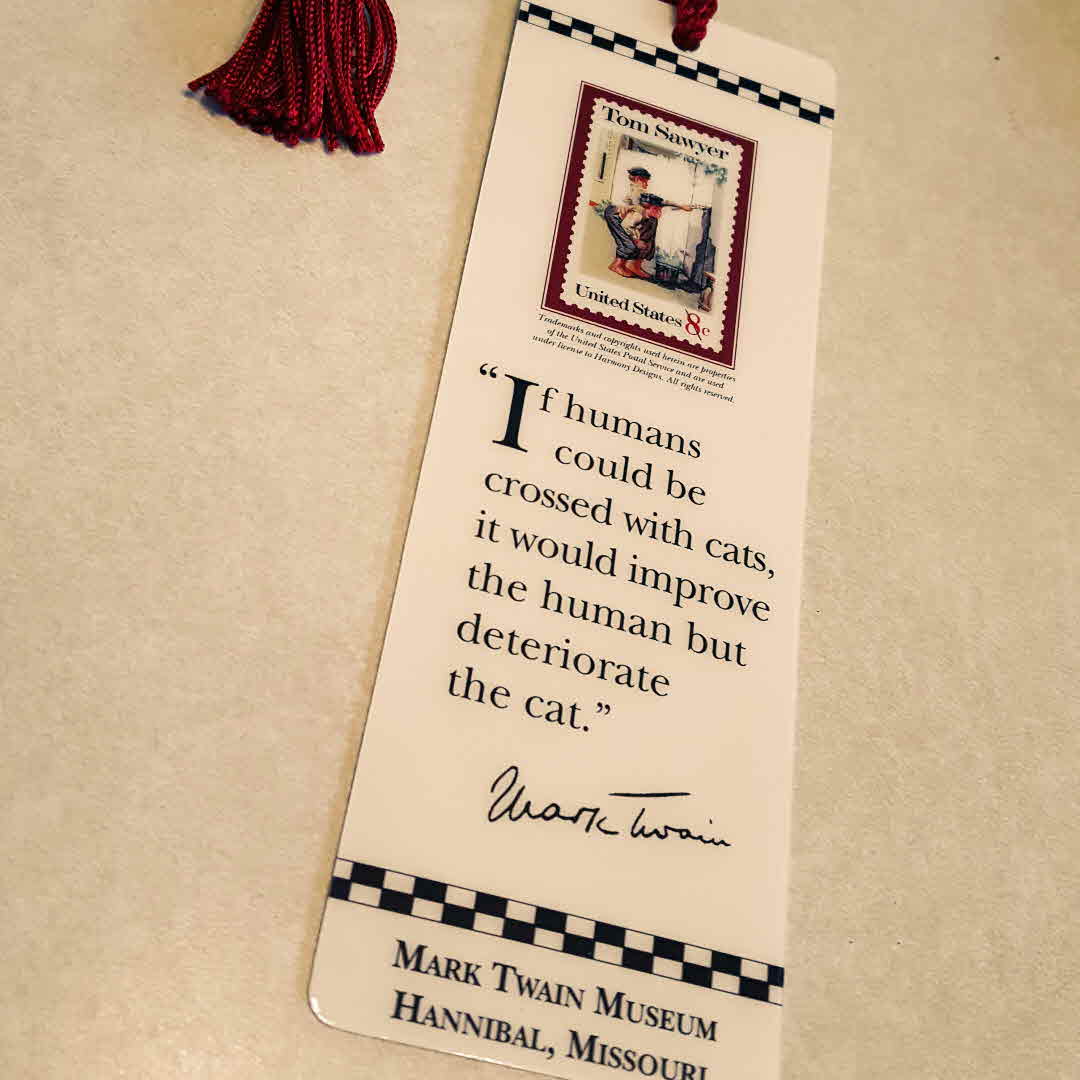 Tom Sawyer
United States 8c
Trademarks and copyrights used herein are properties
of the United States Postal Service and are used
under license to Harmony Designs. All rights reserved.
“If humans
could be
crossed with cats,
it would improve
the human but
deteriorate
the cat.”
Mark Twain
MARK TWAIN MUSEUM
HANNIBAL, MISSOURI